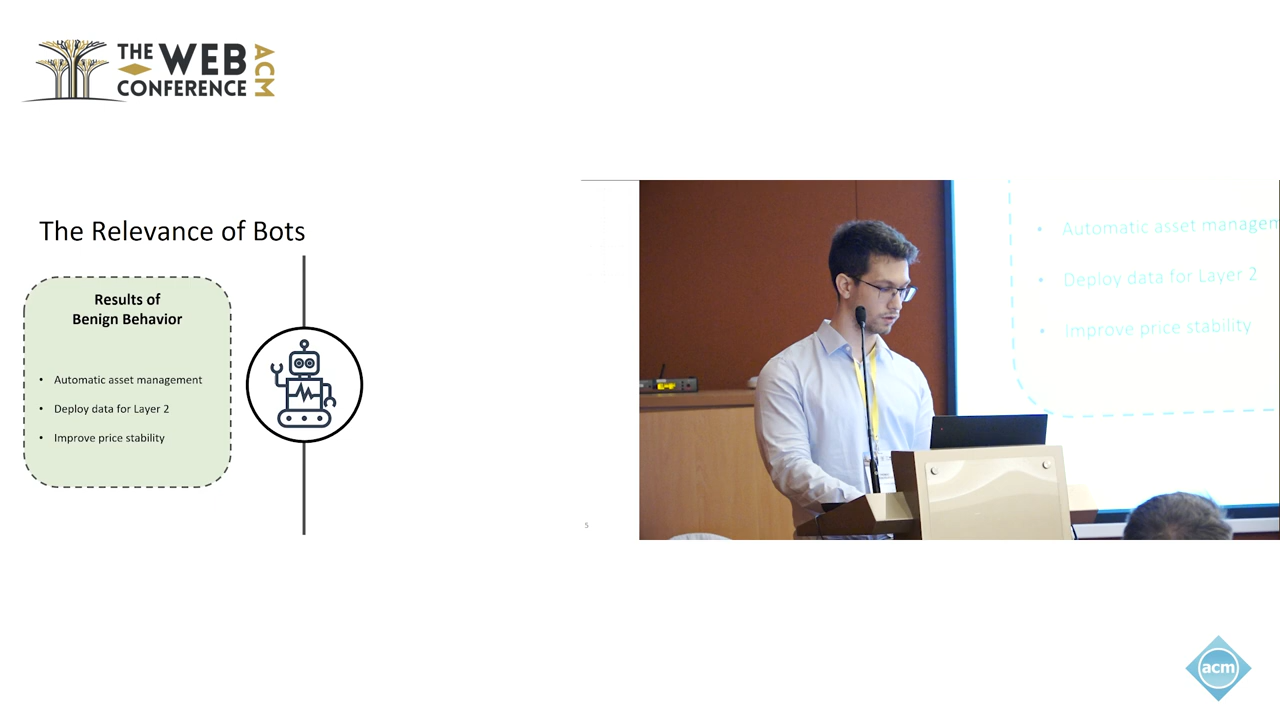 THE WEB
CONFERENCE
ACM
The Relevance of Bots
Results of
Benign Behavior
• Automatic asset management
• Deploy data for Layer 2
• Improve price stability
5
• Automatic asset managem
• Deploy data for Layer 2
• Improve price stability
acm